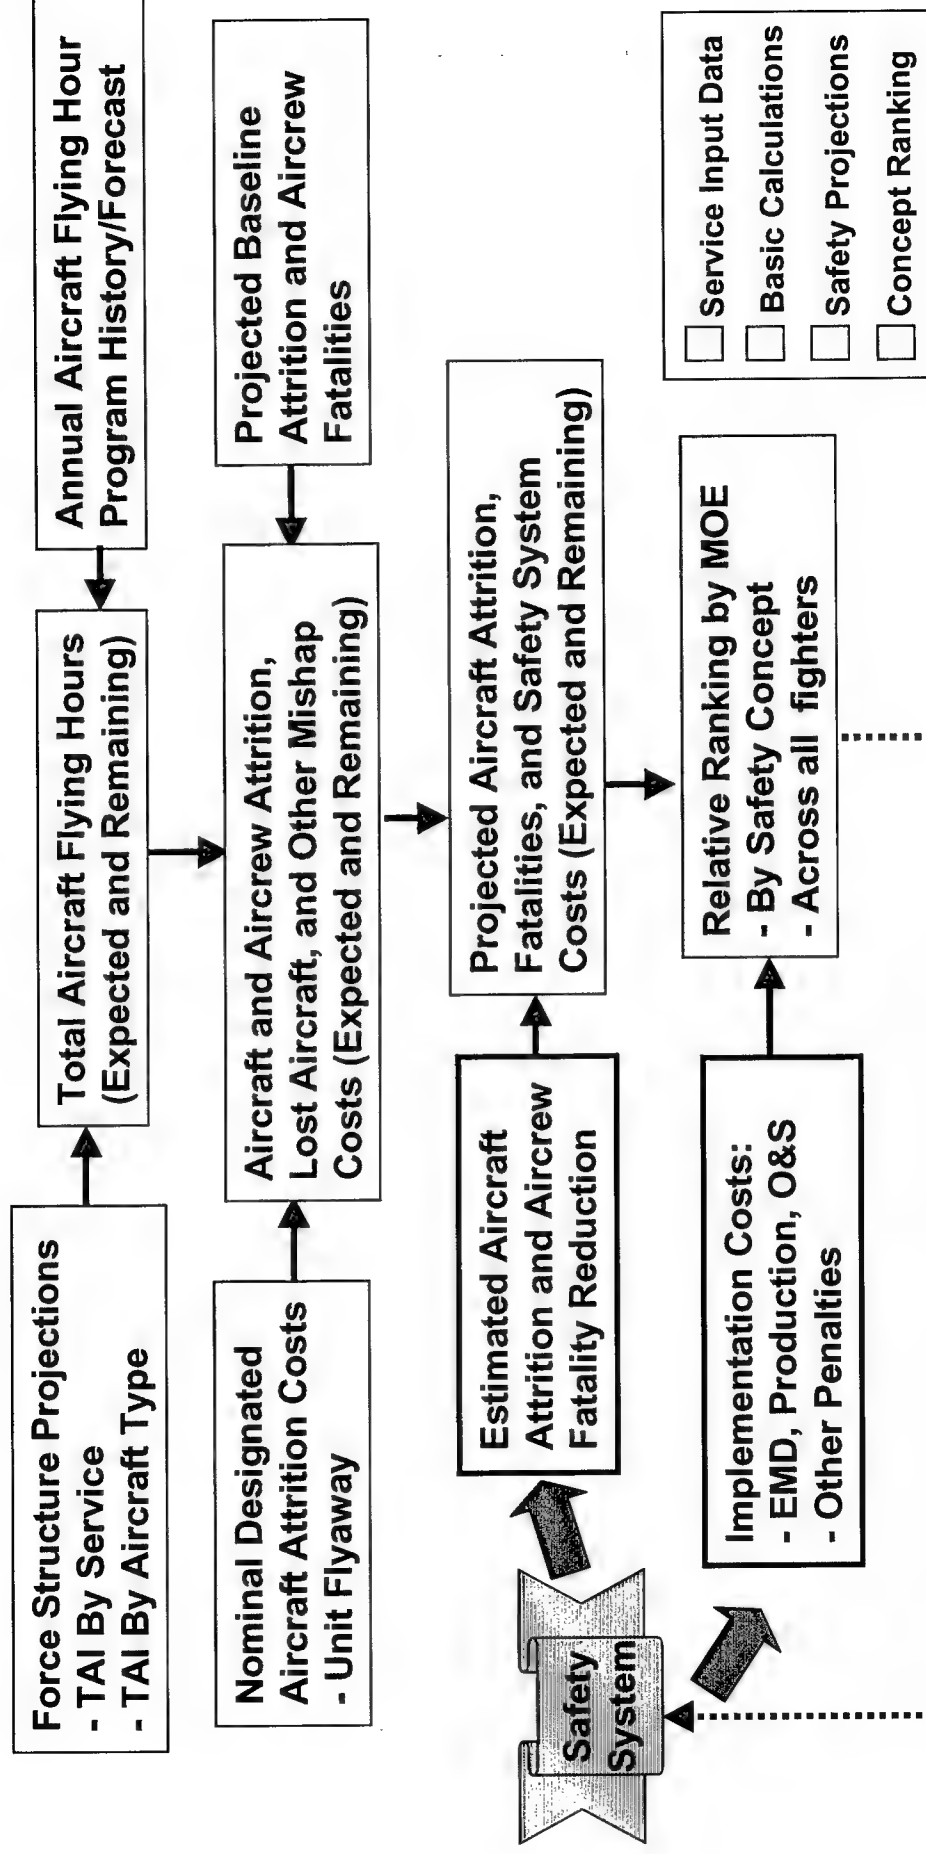 Force Structure Projections
- TAI By Service
- TAI By Aircraft Type
Total Aircraft Flying Hours
(Expected and Remaining)
Annual Aircraft Flying Hour
Program History/Forecast
Nominal Designated
Aircraft Attrition Costs
- Unit Flyaway
Aircraft and Aircrew Attrition,
Lost Aircraft, and Other Mishap
Costs (Expected and Remaining)
Projected Baseline
Attrition and Aircrew
Fatalities
Safety
System
Estimated Aircraft
Attrition and Aircrew
Fatality Reduction
Projected Aircraft Attrition,
Fatalities, and Safety System
Costs (Expected and Remaining)
Implementation Costs:
- EMD, Production, O&S
- Other Penalties
Relative Ranking by MOE
- By Safety Concept
- Across all fighters
Service Input Data
Basic Calculations
Safety Projections
Concept Ranking